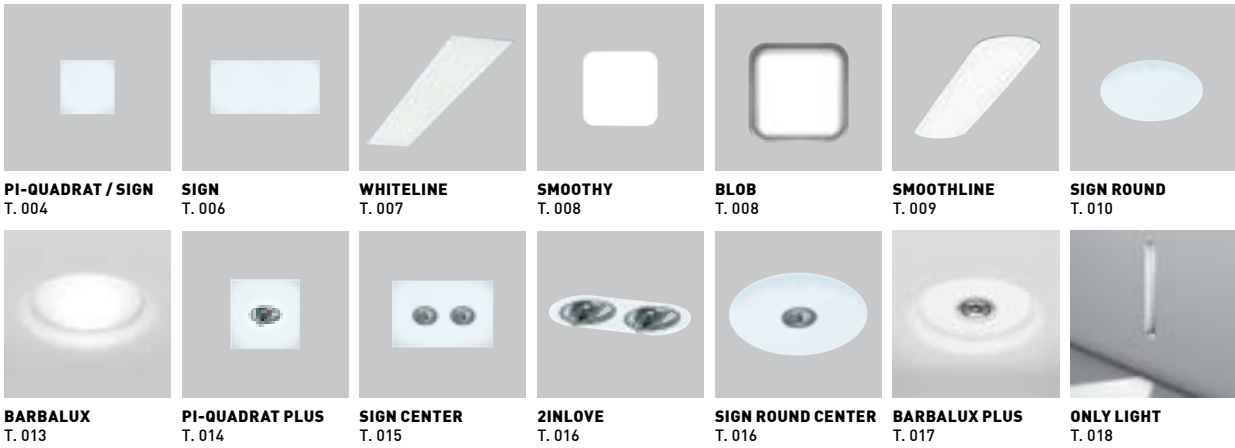 PI-QUADRAT / SIGN
T. 004
SIGN
T. 006
WHITELINE
T. 007
SMOOTHY
T. 008
BLOB
T. 008
SMOOTHLINE
T. 009
SIGN ROUND
T. 010
BARBALUX
T. 013
PI-QUADRAT PLUS
T. 014
SIGN CENTER
T. 015
2INLOVE
T. 016
SIGN ROUND CENTER
T. 016
BARBALUX PLUS
T. 017
ONLY LIGHT
T. 018